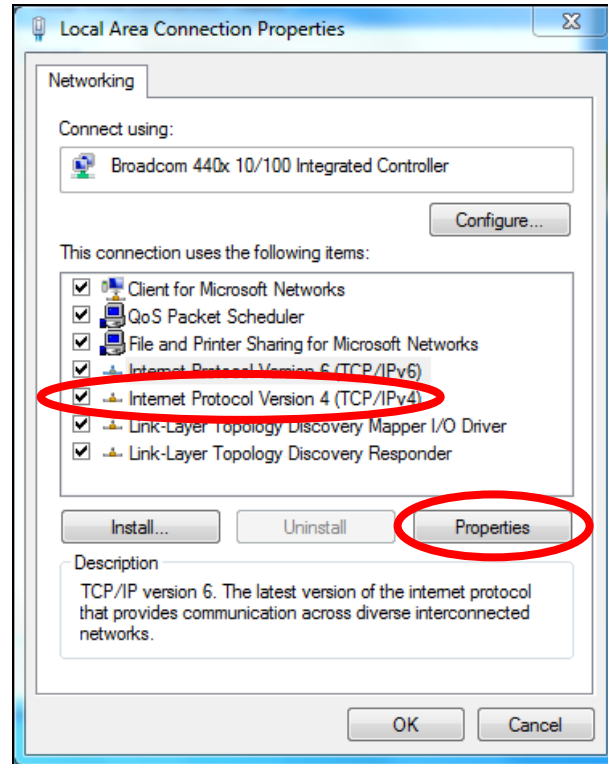 Local Area Connection Properties
Networking
Connect using:
Broadcom 440x 10/100 Integrated Controller
Configure...
This connection uses the following items:
Client for Microsoft Networks
QoS Packet Scheduler
File and Printer Sharing for Microsoft Networks
Internet Protocol Version 6 (TCP/IPv6)
Internet Protocol Version 4 (TCP/IPv4)
Link-Layer Topology Discovery Mapper I/O Driver
Link-Layer Topology Discovery Responder
Install... Uninstall Properties
Description
TCP/IP version 6. The latest version of the internet protocol
that provides communication across diverse interconnected
networks.
OK Cancel